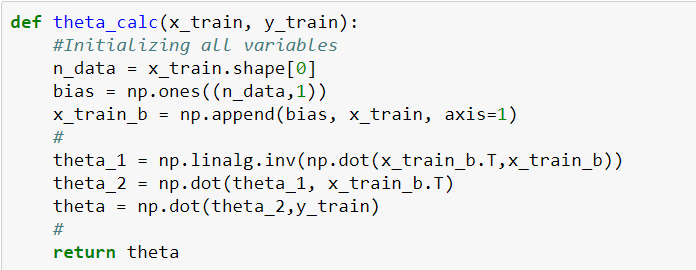 def theta_calc(x_train, y_train):
    #Initializing all variables
    n_data = x_train.shape[0]
    bias = np.ones((n_data,1))
    x_train_b = np.append(bias, x_train, axis=1)
    #
    theta_1 = np.linalg.inv(np.dot(x_train_b.T,x_train_b))
    theta_2 = np.dot(theta_1, x_train_b.T)
    theta = np.dot(theta_2,y_train)
    #
    return theta